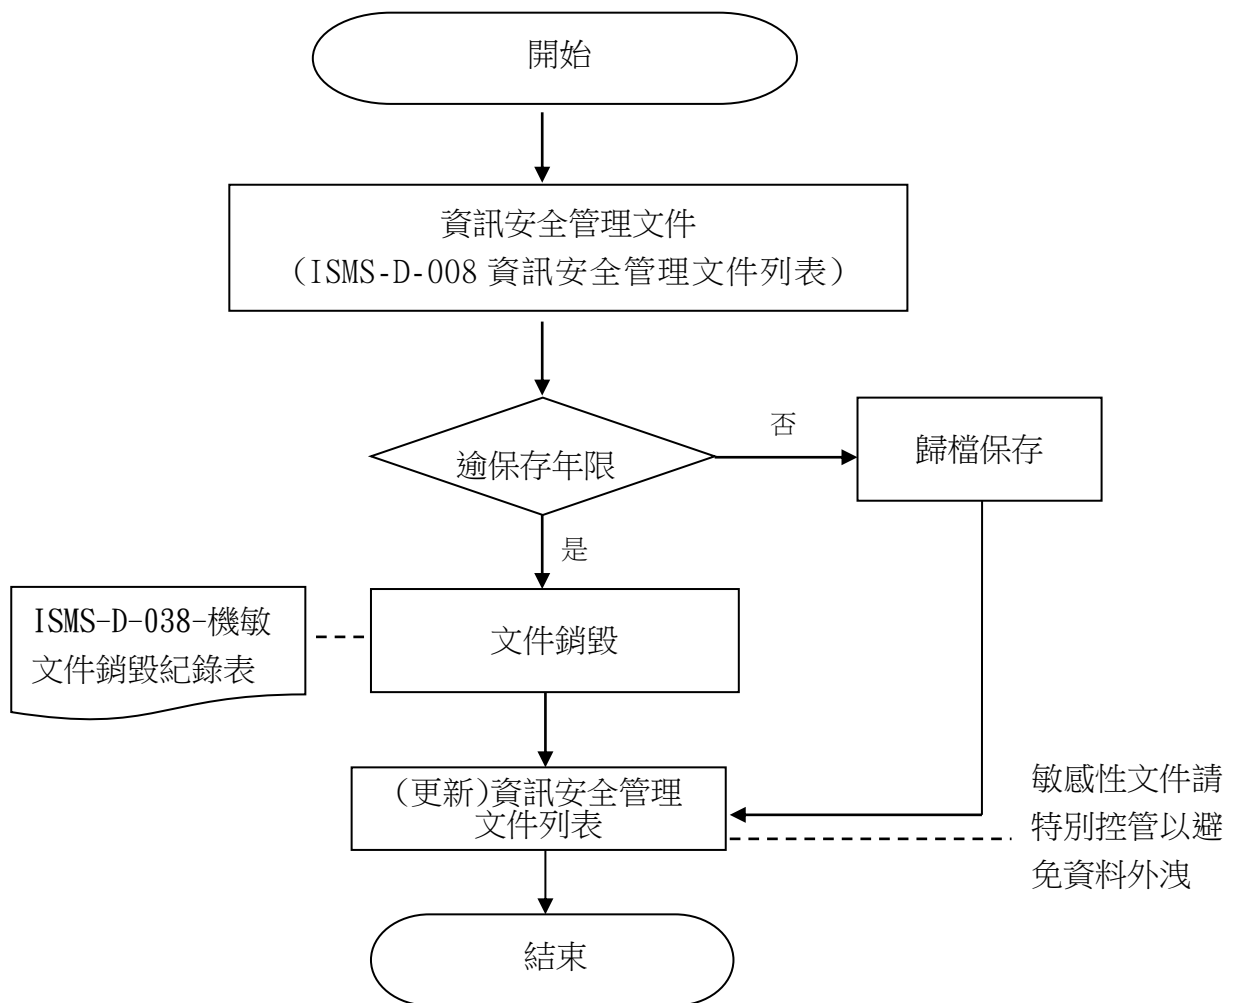 開始
資訊安全管理文件
（ISMS-D-008 資訊安全管理文件列表）
否
逾保存年限
歸檔保存
是
ISMS-D-038-機敏
文件銷毀紀錄表
文件銷毀
(更新)資訊安全管理
文件列表
敏感性文件請
特別控管以避
免資料外洩
結束